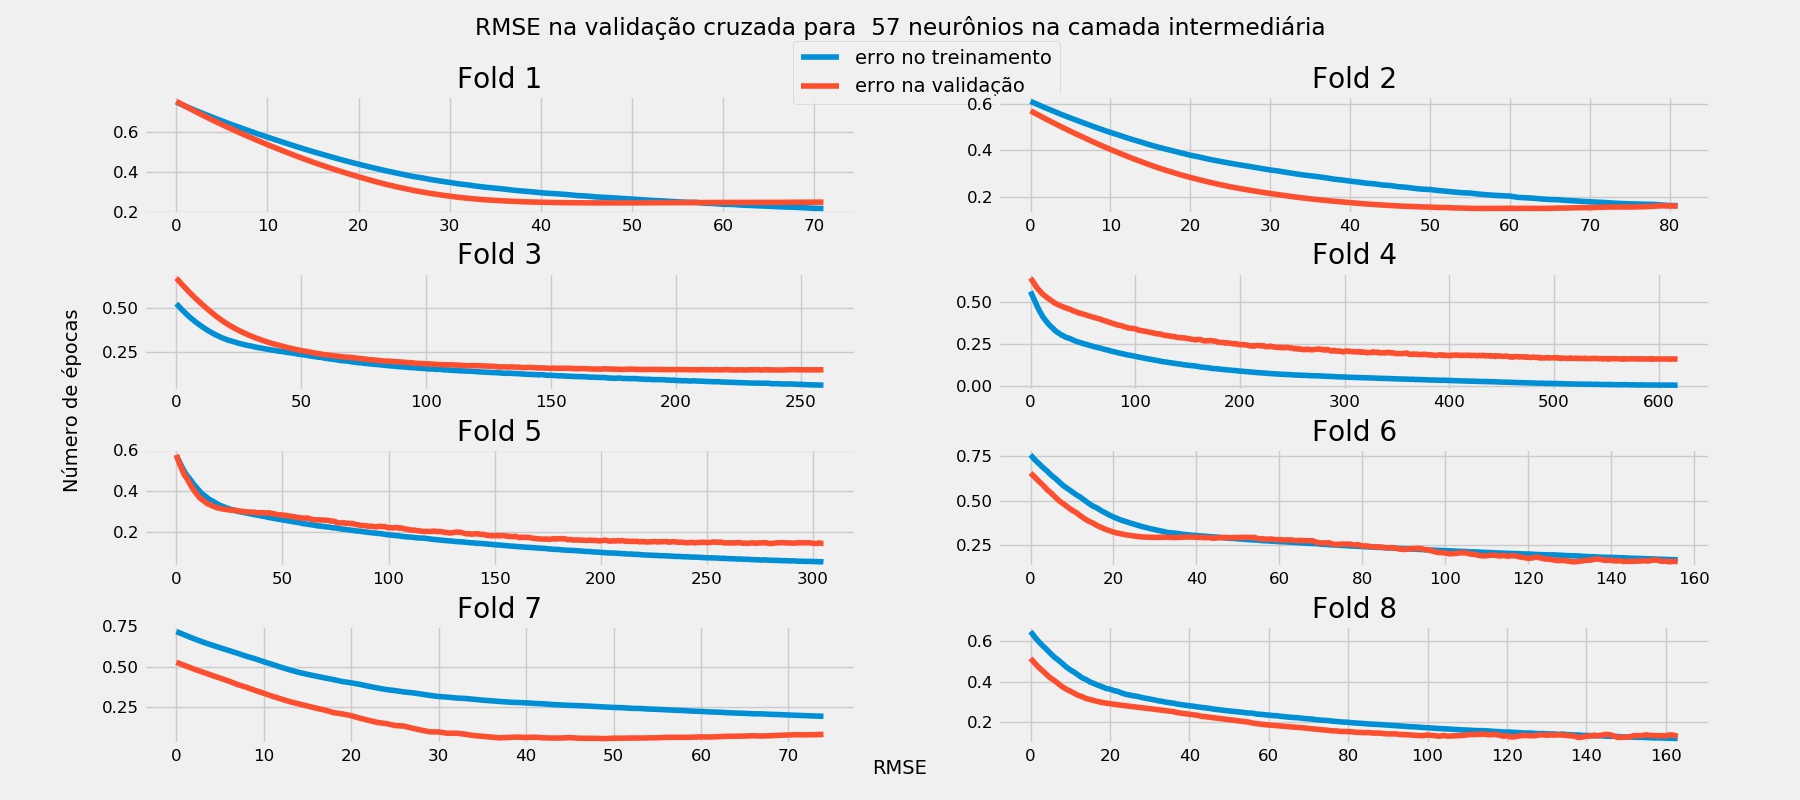 RMSE na validação cruzada para  57 neurônios na camada intermediária
erro no treinamento
erro na validação
Fold 1
0.6
0.4
0.2
0 10 20 30 40 50 60 70
Fold 2
0.6
0.4
0.2
0 10 20 30 40 50 60 70 80
Fold 3
0.50
0.25
0 50 100 150 200 250
Fold 4
0.50
0.25
0.00
0 100 200 300 400 500 600
Número de épocas
Fold 5
0.6
0.4
0.2
0 50 100 150 200 250 300
Fold 6
0.75
0.50
0.25
0 20 40 60 80 100 120 140 160
Fold 7
0.75
0.50
0.25
0 10 20 30 40 50 60 70
Fold 8
0.6
0.4
0.2
0 20 40 60 80 100 120 140 160
RMSE